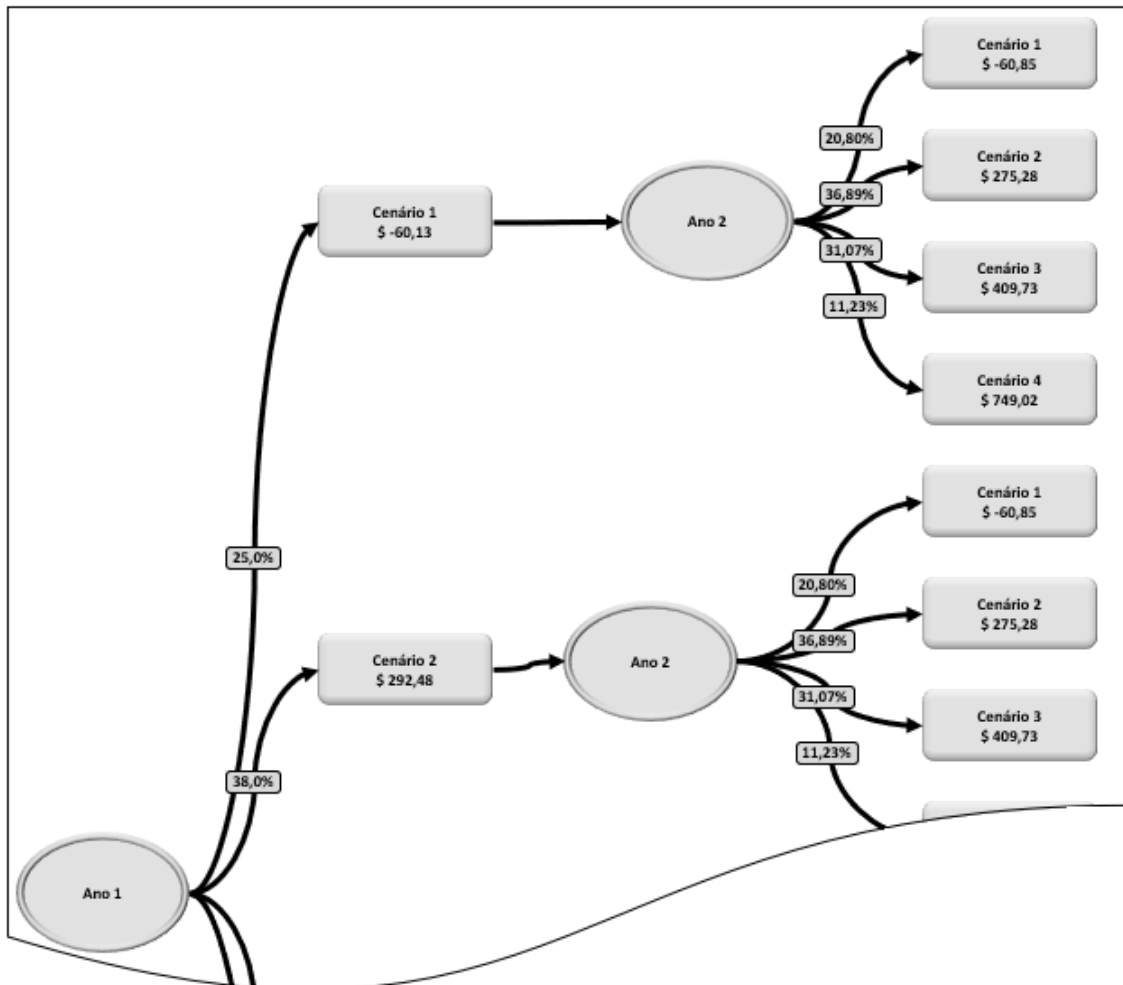 Cenário 1
$ -60,85
20,80%
Cenário 2
$ 275,28
36,89%
Cenário 1
$ -60,13
Ano 2
31,07%
Cenário 3
$ 409,73
11,23%
Cenário 4
$ 749,02
25,0%
Cenário 1
$ -60,85
20,80%
Cenário 2
$ 275,28
36,89%
Cenário 2
$ 292,48
Ano 2
31,07%
Cenário 3
$ 409,73
11,23%
38,0%
Ano 1